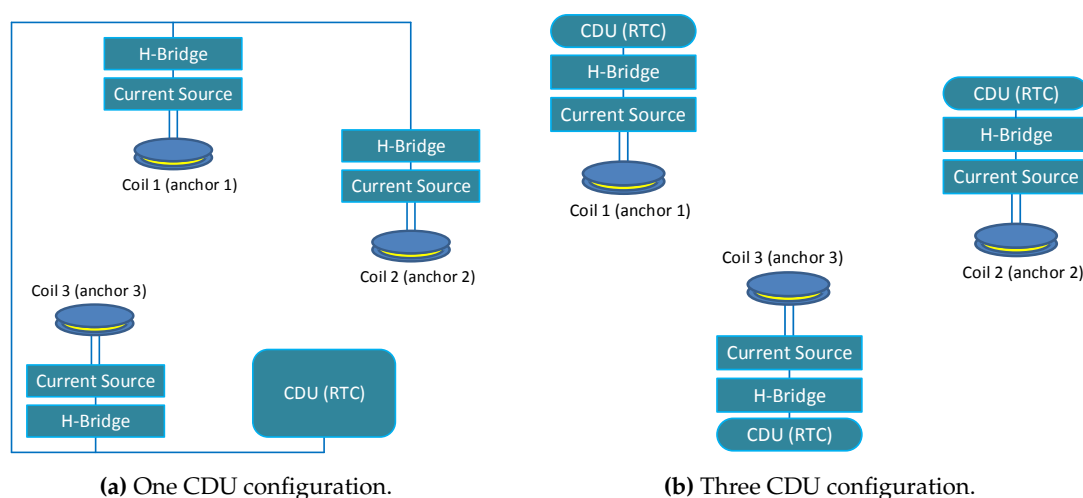 H-Bridge
Current Source
Coil 1 (anchor 1)
H-Bridge
Current Source
Coil 2 (anchor 2)
Coil 3 (anchor 3)
Current Source
H-Bridge
CDU (RTC)
(a) One CDU configuration.
CDU (RTC)
H-Bridge
Current Source
Coil 1 (anchor 1)
CDU (RTC)
H-Bridge
Current Source
Coil 2 (anchor 2)
Coil 3 (anchor 3)
Current Source
H-Bridge
CDU (RTC)
(b) Three CDU configuration.